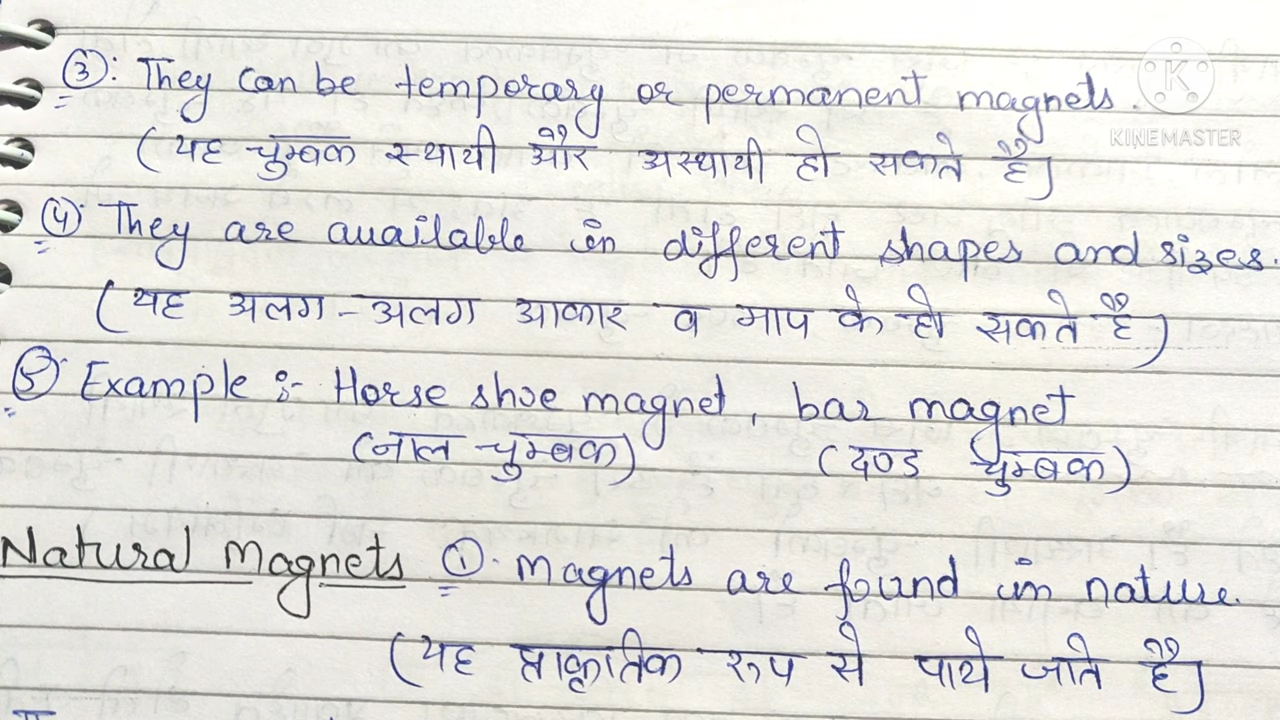 ③: They can be temporary or permanent magnets.
KINEMASTER
(यह चुम्बक स्थायी और अस्थायी हो सकते हैं)
④: They are available in different shapes and sizes.
(यह अलग-अलग आकार व माप के हो सकते हैं)
⑤: Example :- Horse shoe magnet, bar magnet
(नाल चुम्बक) (दण्ड चुम्बक)
Natural Magnets ①. Magnets are found in nature.
(यह प्राकृतिक रूप से पाये जाते हैं)